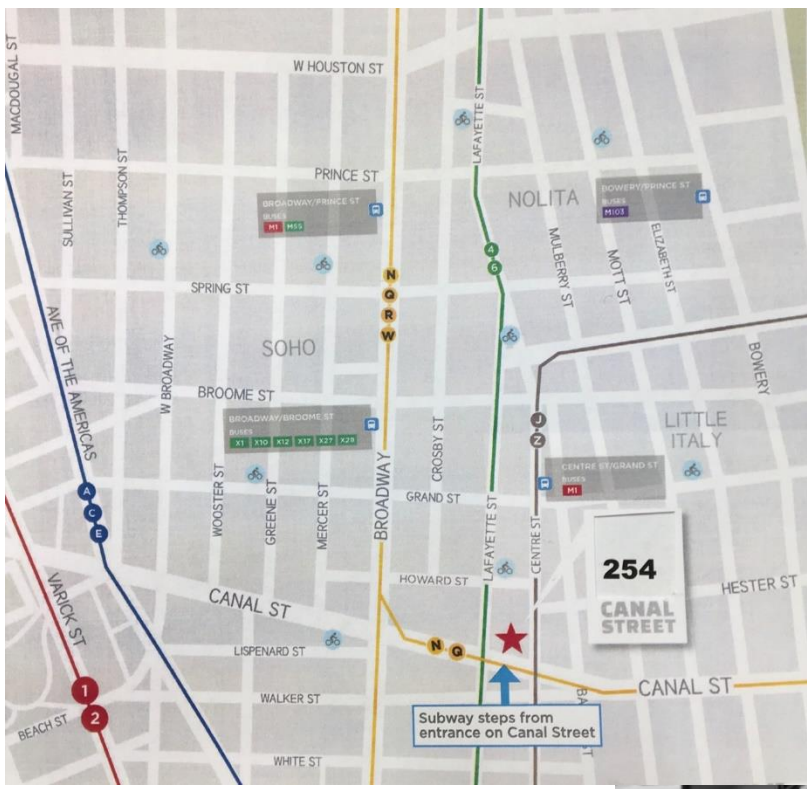 MACDOUGAL ST
W HOUSTON ST
LAFAYETTE ST
PRINCE ST
SULLIVAN ST
THOMPSON ST
BROADWAY/PRINCE ST
BUSES
M1 M55
NOLITA
BOWERY/PRINCE ST
BUSES
M103
MULBERRY ST
MOTT ST
ELIZABETH ST
4
6
SPRING ST
N
Q
R
W
AVE OF THE AMERICAS
W BROADWAY
SOHO
BOWERY
BROOME ST
BROADWAY/BROOME ST
BUSES
X1 X10 X12 X17 X27 X28
J
Z
LITTLE
ITALY
CROSBY ST
BROADWAY
CENTRE ST/GRAND ST
BUSES
M1
WOOSTER ST
GREENE ST
MERCER ST
GRAND ST
LAFAYETTE ST
CENTRE ST
A
C
E
254
CANAL
STREET
HOWARD ST
HESTER ST
VARICK ST
CANAL ST
LISPENARD ST
N Q
WALKER ST
CANAL ST
1
2
BEACH ST
Subway steps from
entrance on Canal Street
WHITE ST